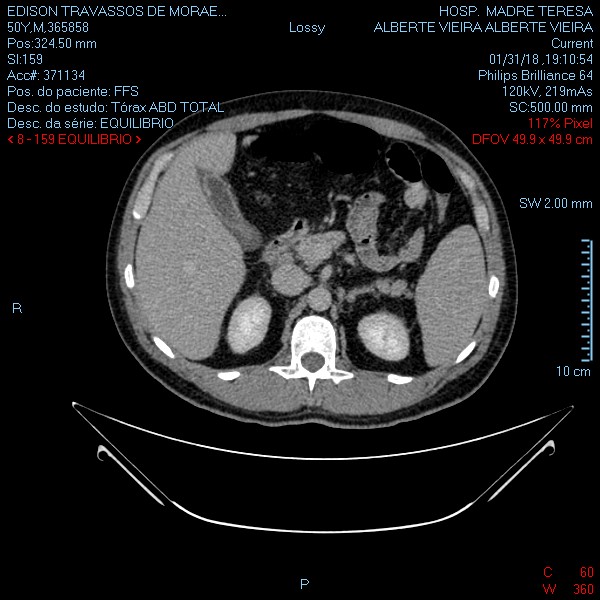 EDISON TRAVASSOS DE MORAE...
50Y,M,365858
Pos:324.50 mm
SI:159
Acc#: 371134
Pos. do paciente: FFS
Desc. do estudo: Tórax ABD TOTAL
Desc. da série: EQUILIBRIO
< 8 - 159 EQUILIBRIO >
Lossy
HOSP. MADRE TERESA
ALBERTE VIEIRA ALBERTE VIEIRA
Current
01/31/18 ,19:10:54
Philips Brilliance 64
120kV, 219mAs
SC:500.00 mm
117% Pixel
DFOV 49.9 x 49.9 cm
SW 2.00 mm
R
10 cm
P
C 60
W 360